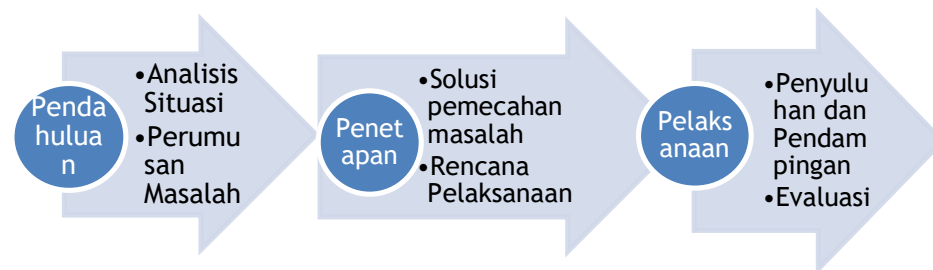 Penda
hulua
n
•Analisis
Situasi
•Perumu
san
Masalah
Penet
apan
•Solusi
pemecahan
masalah
•Rencana
Pelaksanaan
Pelaks
anaan
•Penyulu
han dan
Pendam
pingan
•Evaluasi